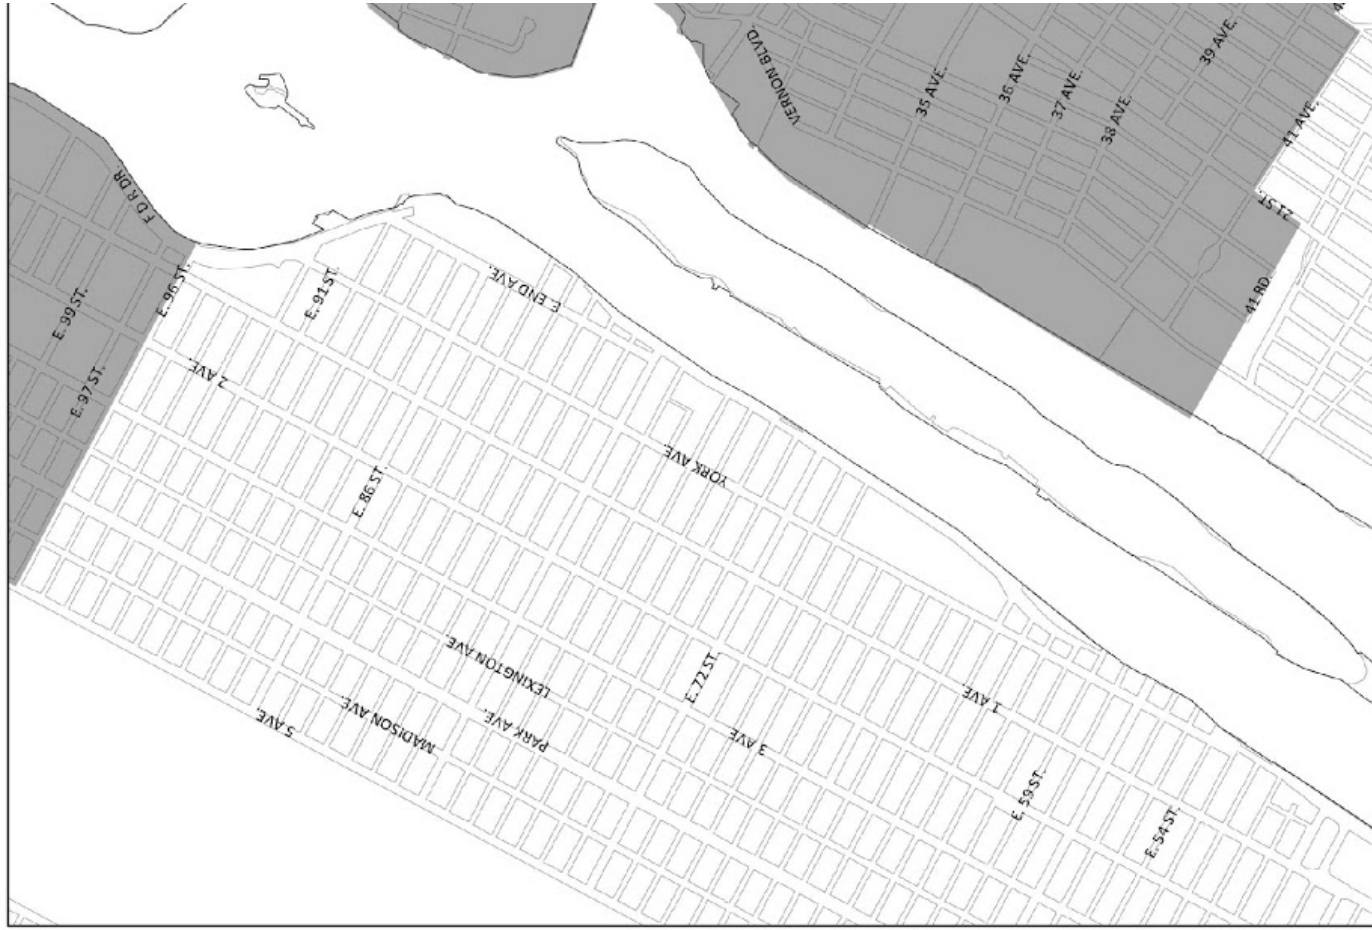 VERNON BLVD.
35 AVE.
36 AVE.
37 AVE.
38 AVE.
39 AVE.
41 AVE.
21 ST.
41 RD.
F D R DR.
E. 99 ST.
E. 97 ST.
E. 96 ST.
E. 91 ST.
E. END AVE.
2 AVE.
E. 86 ST.
YORK AVE.
LEXINGTON AVE.
E. 72 ST.
1 AVE.
5 AVE.
MADISON AVE.
PARK AVE.
3 AVE.
E. 59 ST.
E. 54 ST.